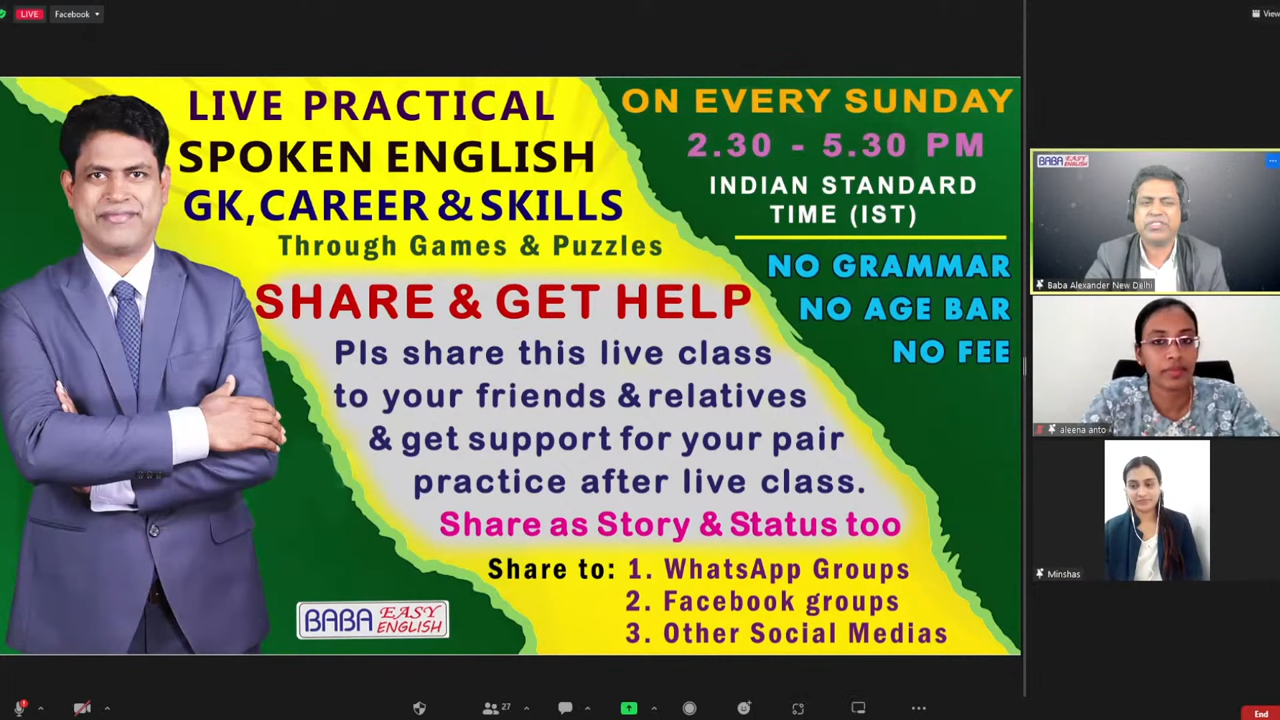 LIVE
Facebook
View
LIVE PRACTICAL
SPOKEN ENGLISH
GK,CAREER & SKILLS
Through Games & Puzzles
ON EVERY SUNDAY
2.30 - 5.30 PM
INDIAN STANDARD
TIME (IST)
NO GRAMMAR
NO AGE BAR
NO FEE
SHARE & GET HELP
Pls share this live class
to your friends & relatives
& get support for your pair
practice after live class.
Share as Story & Status too
Share to: 1. WhatsApp Groups
2. Facebook groups
3. Other Social Medias
BABA EASY ENGLISH
BABA EASY ENGLISH
Baba Alexander New Delhi
aleena anto
Minshas
27
End